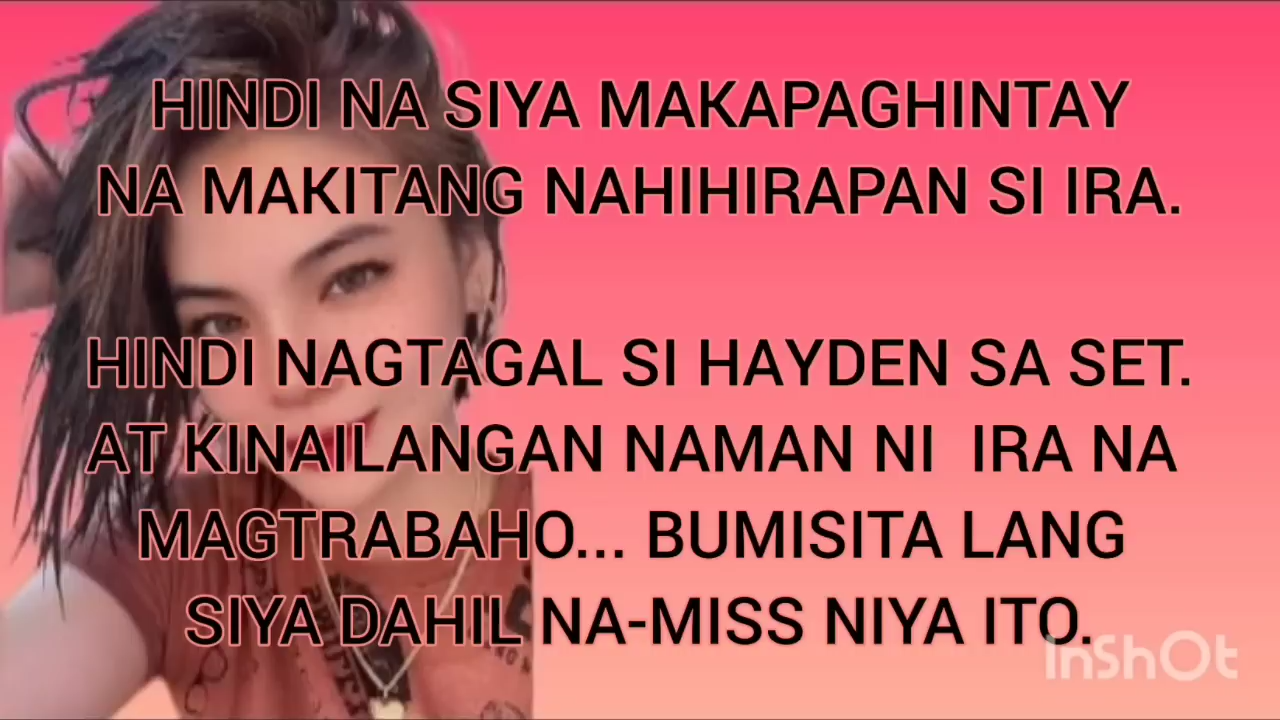 HINDI NA SIYA MAKAPAGHINTAY
NA MAKITANG NAHIHIRAPAN SI IRA.
HINDI NAGTAGAL SI HAYDEN SA SET.
AT KINAILANGAN NAMAN NI  IRA NA
MAGTRABAHO... BUMISITA LANG
SIYA DAHIL NA-MISS NIYA ITO.
InShOt